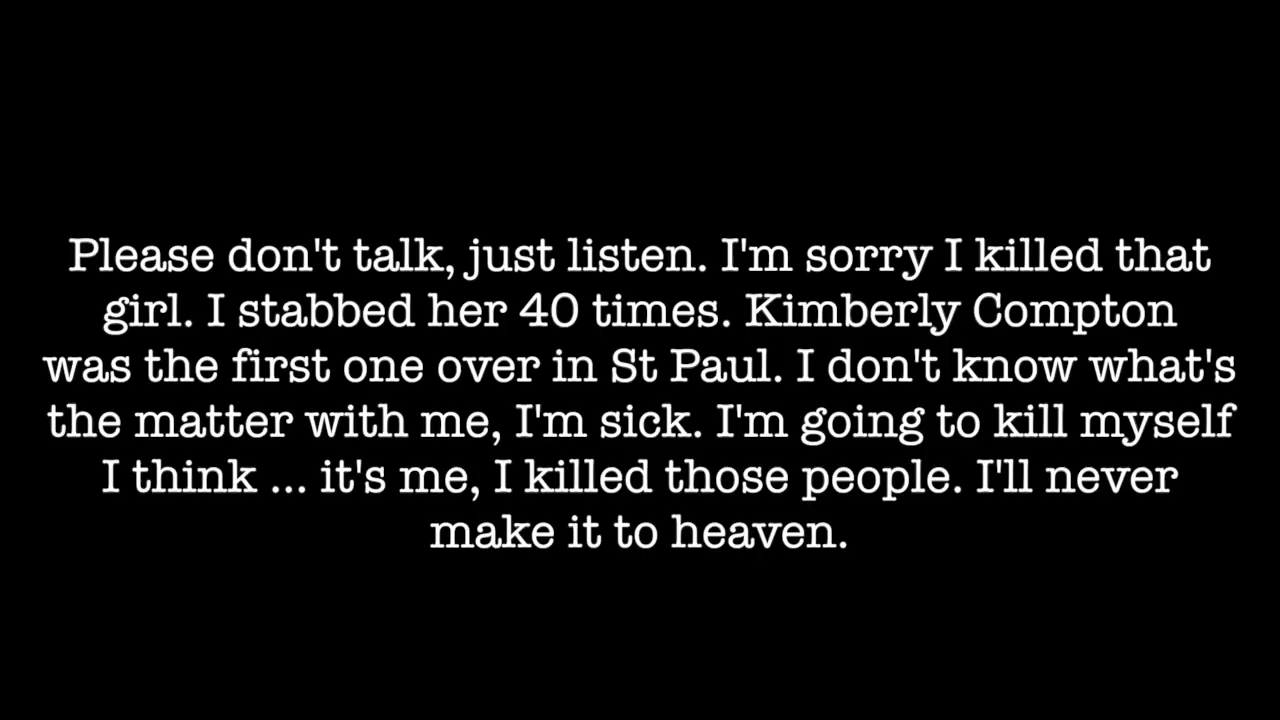 Please don't talk, just listen. I'm sorry I killed that
girl. I stabbed her 40 times. Kimberly Compton
was the first one over in St Paul. I don't know what's
the matter with me, I'm sick. I'm going to kill myself
I think ... it's me, I killed those people. I'll never
make it to heaven.